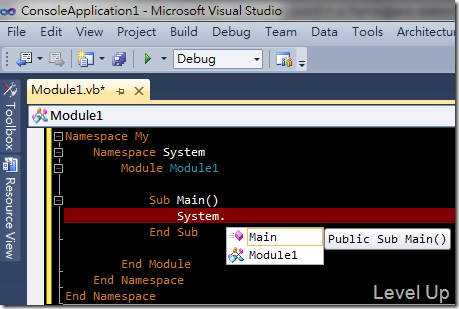 ConsoleApplication1 - Microsoft Visual Studio
File Edit View Project Build Debug Team Data Tools Architecture
Debug
Module1.vb*
Module1
Toolbox
Resource View
Namespace My
Namespace System
Module Module1
Sub Main()
System.
Main Public Sub Main()
End Sub
Module1
End Module
End Namespace
End Namespace
Level Up